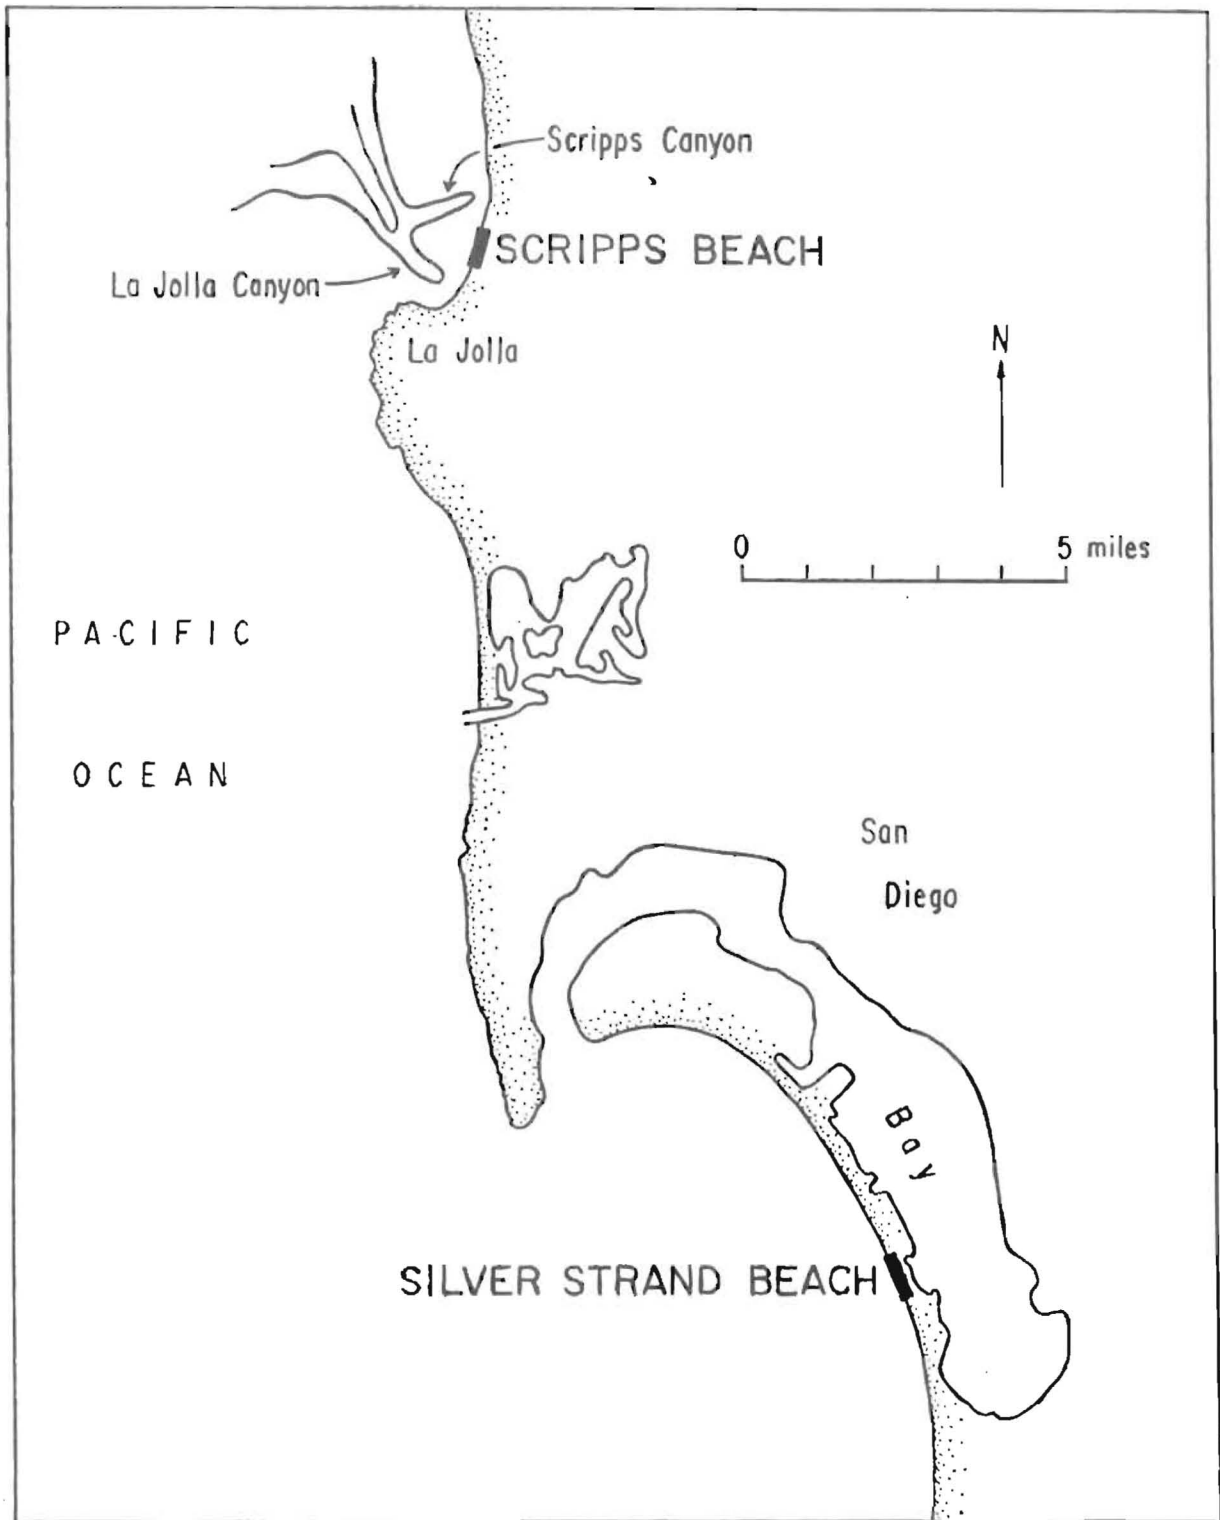 Scripps Canyon
SCRIPPS BEACH
La Jolla Canyon
La Jolla
N
0 5 miles
PACIFIC
OCEAN
San
Diego
Bay
SILVER STRAND BEACH